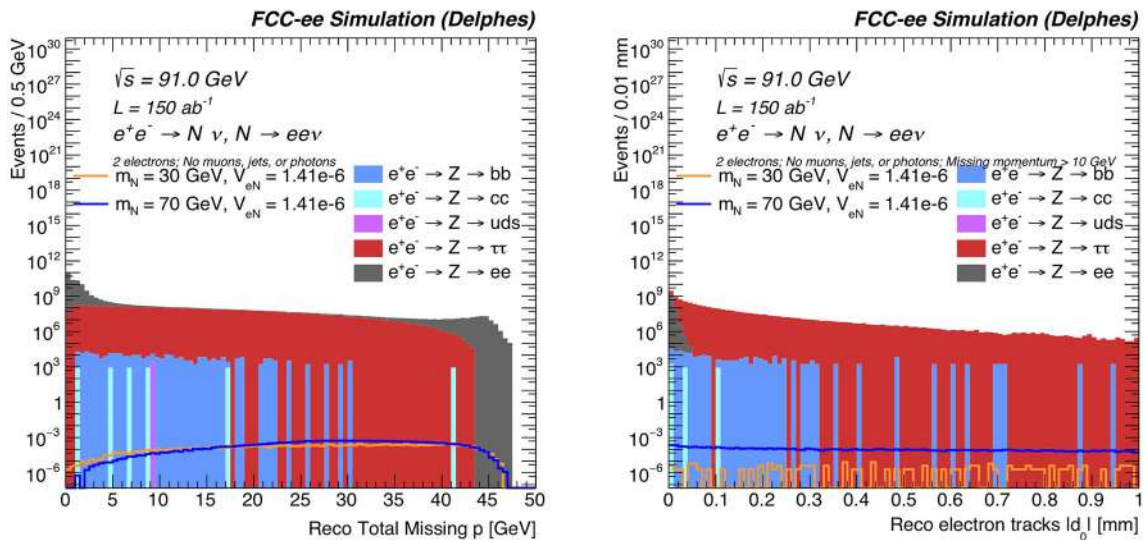 FCC-ee Simulation (Delphes)
Events / 0.5 GeV
10³⁰
10²⁷
10²⁴
10²¹
10¹⁸
10¹⁵
10¹²
10⁹
10⁶
10³
1
10⁻³
10⁻⁶
√s = 91.0 GeV
L = 150 ab⁻¹
e⁺e⁻ → N ν, N → eeν
2 electrons; No muons, jets, or photons
m_N = 30 GeV, V_eN = 1.41e-6
m_N = 70 GeV, V_eN = 1.41e-6
e⁺e⁻ → Z → bb
e⁺e⁻ → Z → cc
e⁺e⁻ → Z → uds
e⁺e⁻ → Z → ττ
e⁺e⁻ → Z → ee
0 5 10 15 20 25 30 35 40 45 50
Reco Total Missing p [GeV]
FCC-ee Simulation (Delphes)
Events / 0.01 mm
10³⁰
10²⁷
10²⁴
10²¹
10¹⁸
10¹⁵
10¹²
10⁹
10⁶
10³
1
10⁻³
10⁻⁶
√s = 91.0 GeV
L = 150 ab⁻¹
e⁺e⁻ → N ν, N → eeν
2 electrons; No muons, jets, or photons; Missing momentum > 10 GeV
m_N = 30 GeV, V_eN = 1.41e-6
m_N = 70 GeV, V_eN = 1.41e-6
e⁺e⁻ → Z → bb
e⁺e⁻ → Z → cc
e⁺e⁻ → Z → uds
e⁺e⁻ → Z → ττ
e⁺e⁻ → Z → ee
0 0.1 0.2 0.3 0.4 0.5 0.6 0.7 0.8 0.9 1
Reco electron tracks |d₀| [mm]